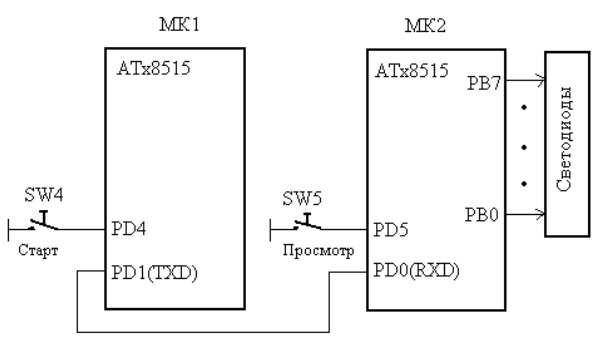 МК1
МК2
ATx8515
ATx8515
PB7
Светодиоды
SW4
SW5
PB0
PD4
PD5
Старт
Просмотр
PD1(TXD)
PD0(RXD)